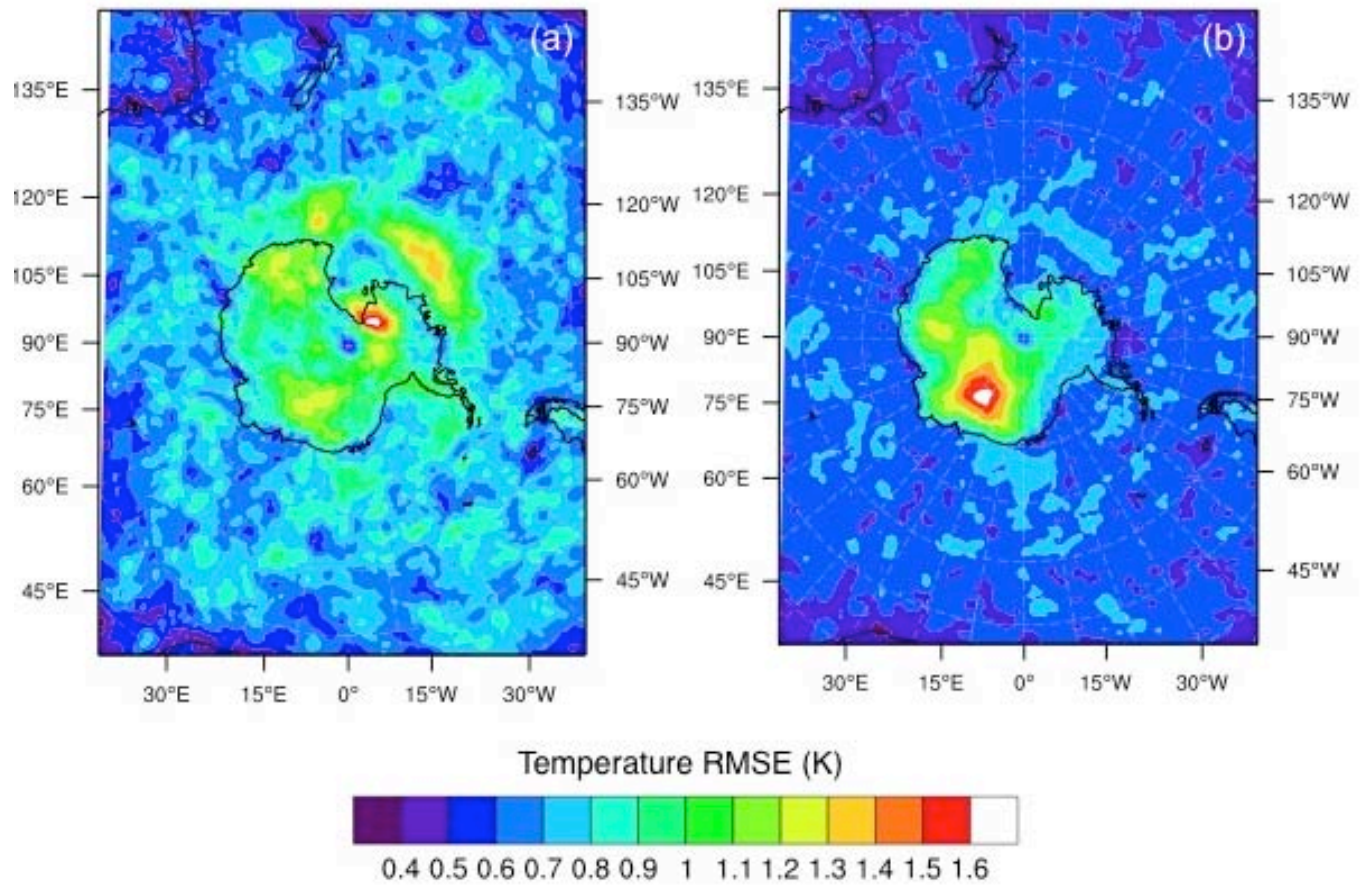 (a) (b)
135°E 135°W 135°E 135°W
120°E 120°W 120°E 120°W
105°E 105°W 105°E 105°W
90°E 90°W 90°E 90°W
75°E 75°W 75°E 75°W
60°E 60°W 60°E 60°W
45°E 45°W 45°E 45°W
30°E 15°E 0° 15°W 30°W 30°E 15°E 0° 15°W 30°W
Temperature RMSE (K)
0.4 0.5 0.6 0.7 0.8 0.9 1 1.1 1.2 1.3 1.4 1.5 1.6